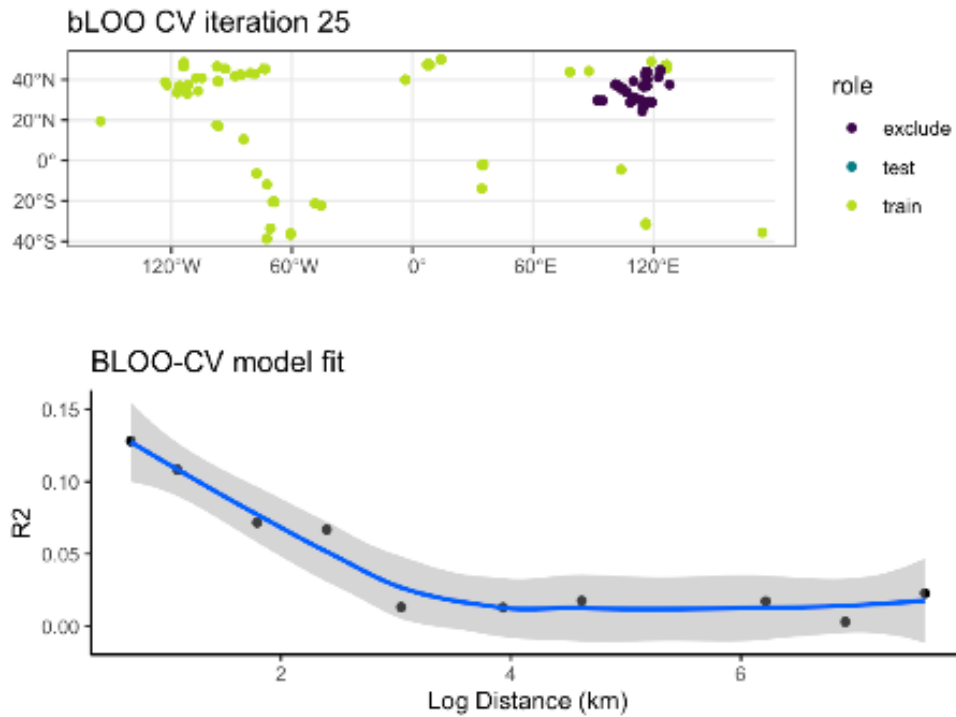 bLOO CV iteration 25
40°N
20°N
0°
20°S
40°S
120°W 60°W 0° 60°E 120°E
role
exclude
test
train
BLOO-CV model fit
R2
0.15
0.10
0.05
0.00
2 4 6
Log Distance (km)